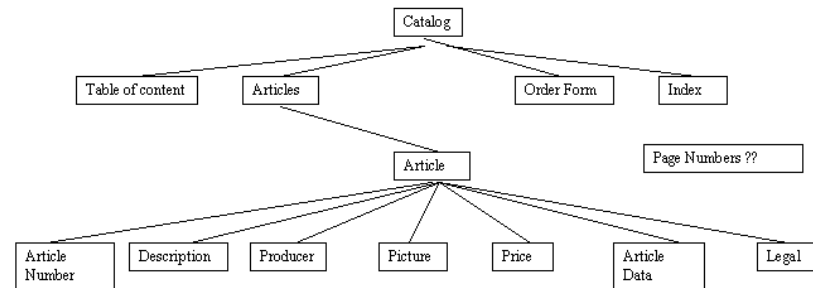 Catalog
Table of content
Articles
Order Form
Index
Page Numbers ??
Article
Article
Number
Description
Producer
Picture
Price
Article
Data
Legal